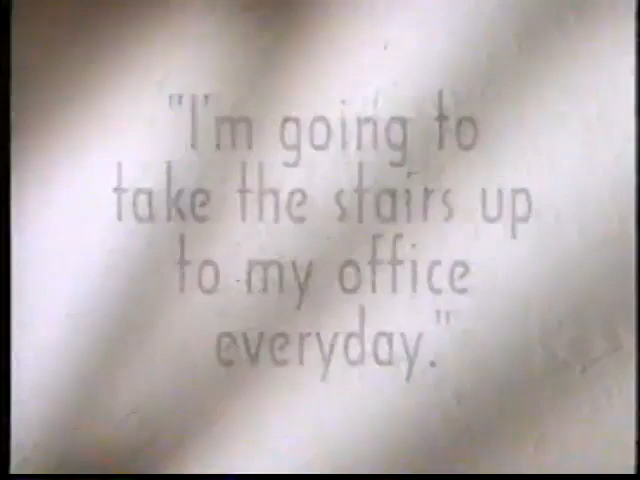 "I'm going to
take the stairs up
to my office
everyday."